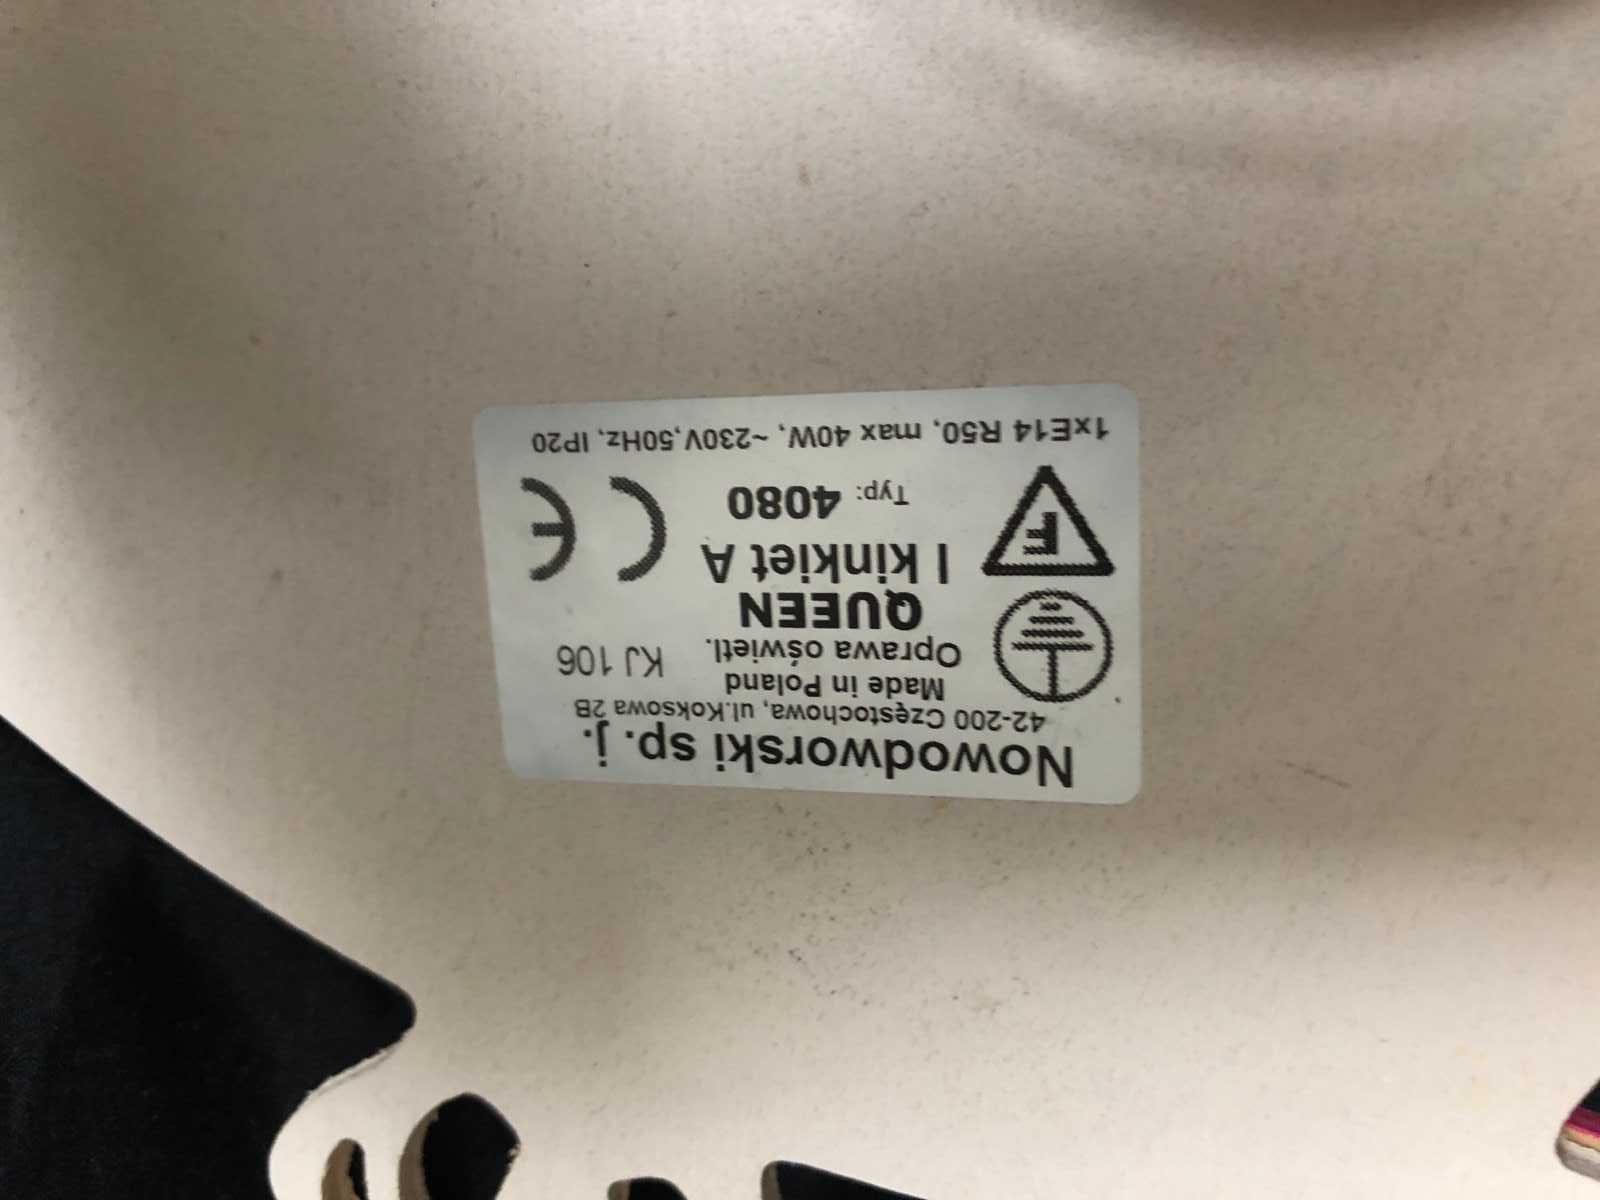 Nowodworski sp. j.
42-200 Częstochowa, ul.Koksowa 2B
Made in Poland
Oprawa oświetl. KJ 106
QUEEN
I kinkiet A
Typ: 4080
F
CE
1xE14 R50, max 40W, ~230V,50Hz, IP20